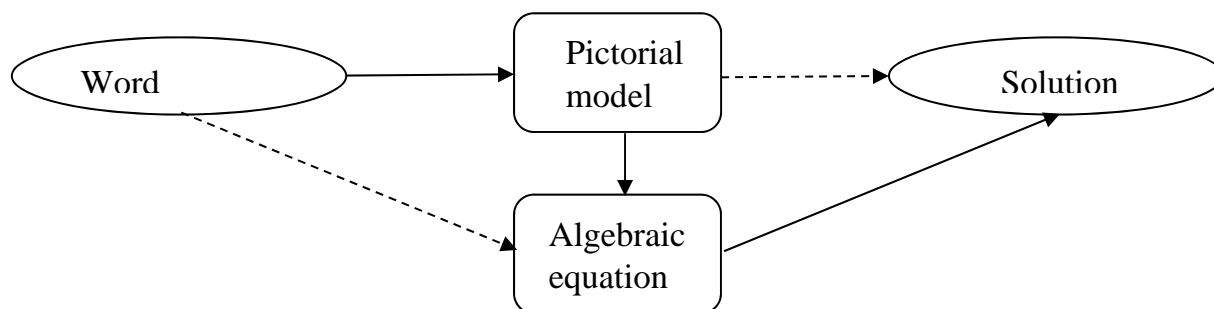 Word
Pictorial
model
Solution
Algebraic
equation